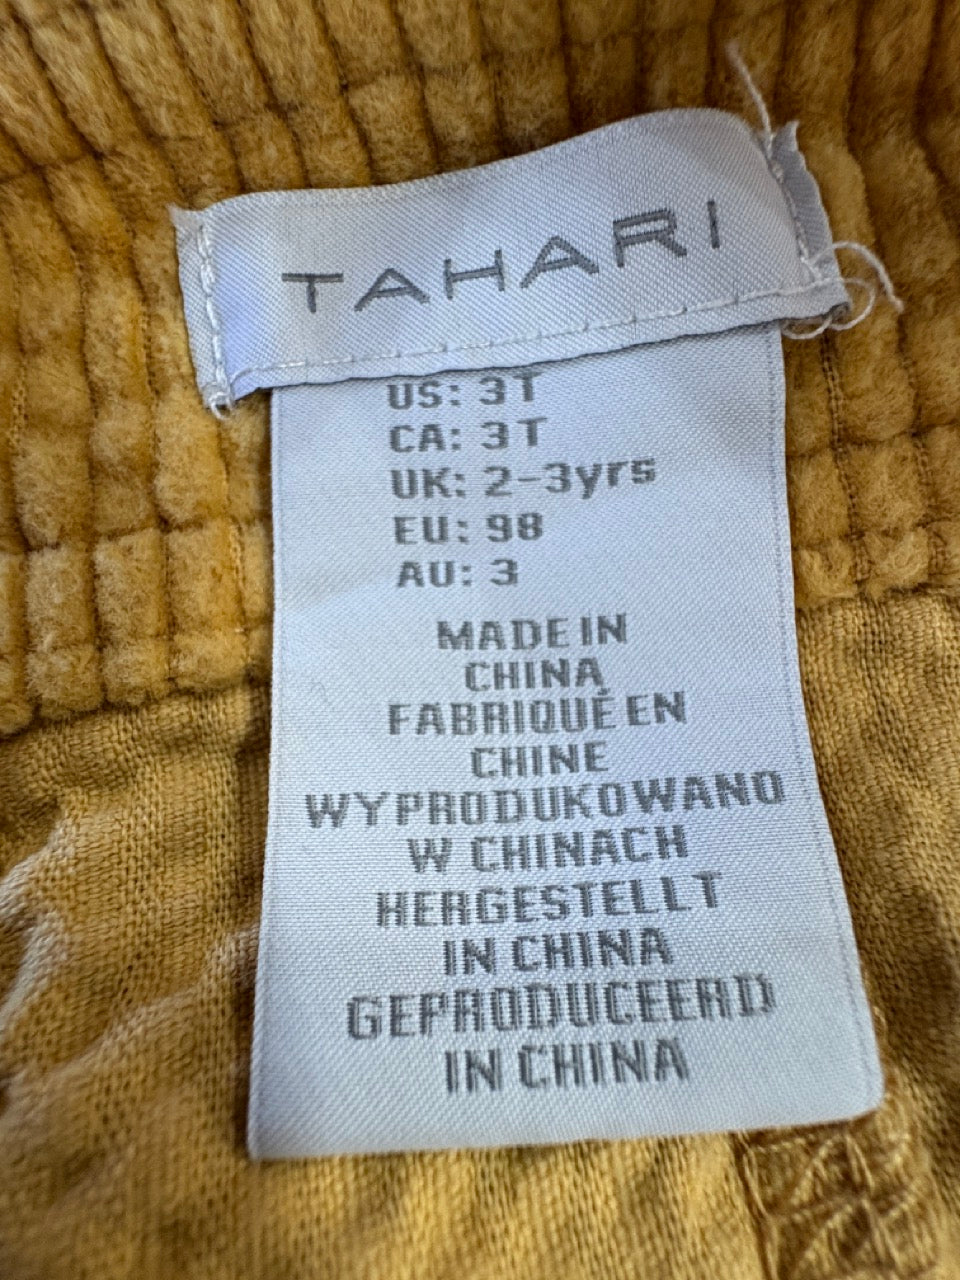 TAHARI
US: 3T
CA: 3T
UK: 2-3yrs
EU: 98
AU: 3
MADE IN
CHINA
FABRIQUÉ EN
CHINE
WYPRODUKOWANO
W CHINACH
HERGESTELLT
IN CHINA
GEPRODUCEERD
IN CHINA